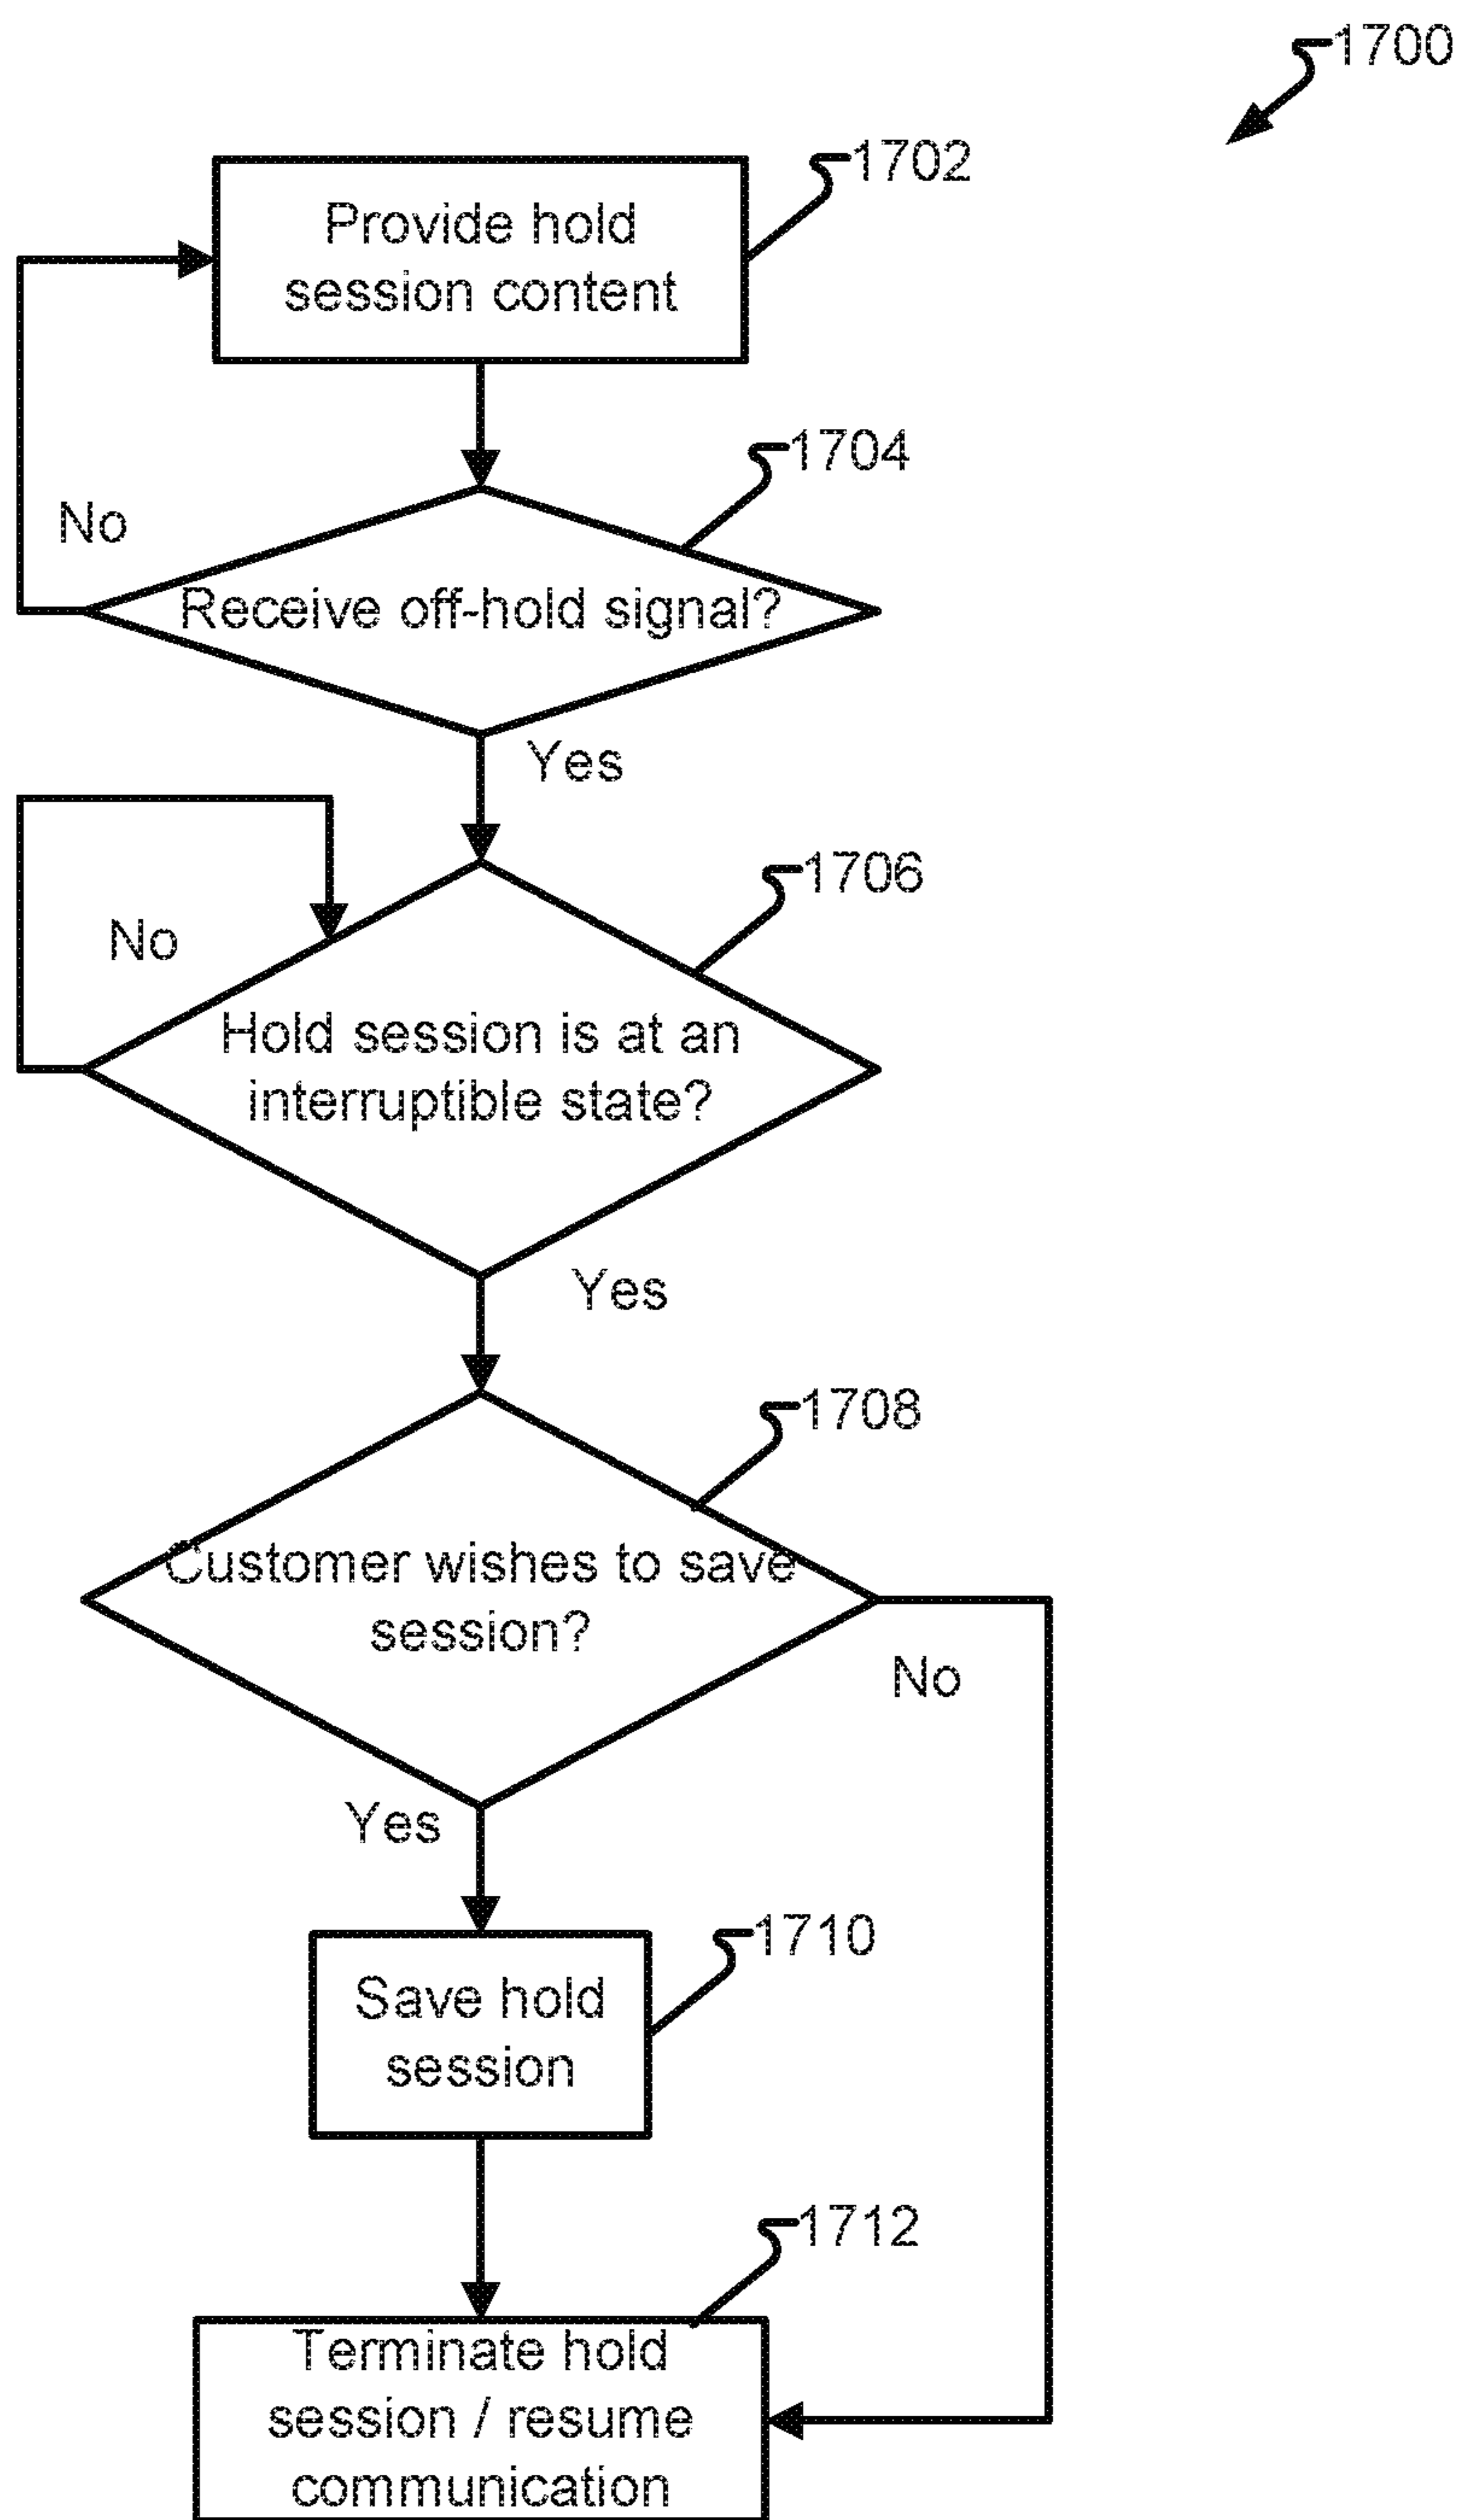 1700
1702
Provide hold
session content
1704
No
Receive off-hold signal?
Yes
1706
No
Hold session is at an
interruptible state?
Yes
1708
Customer wishes to save
session?
No
Yes
1710
Save hold
session
1712
Terminate hold
session / resume
communication